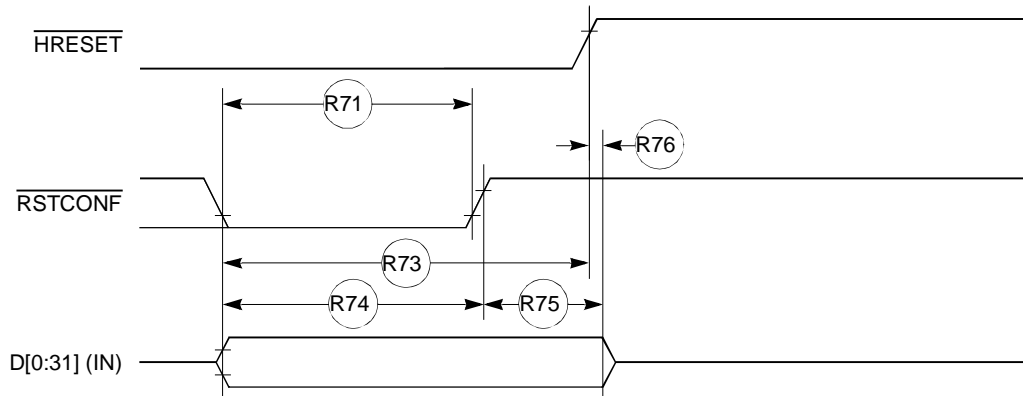 HRESET
R71
R76
RSTCONF
R73
R74
R75
D[0:31] (IN)